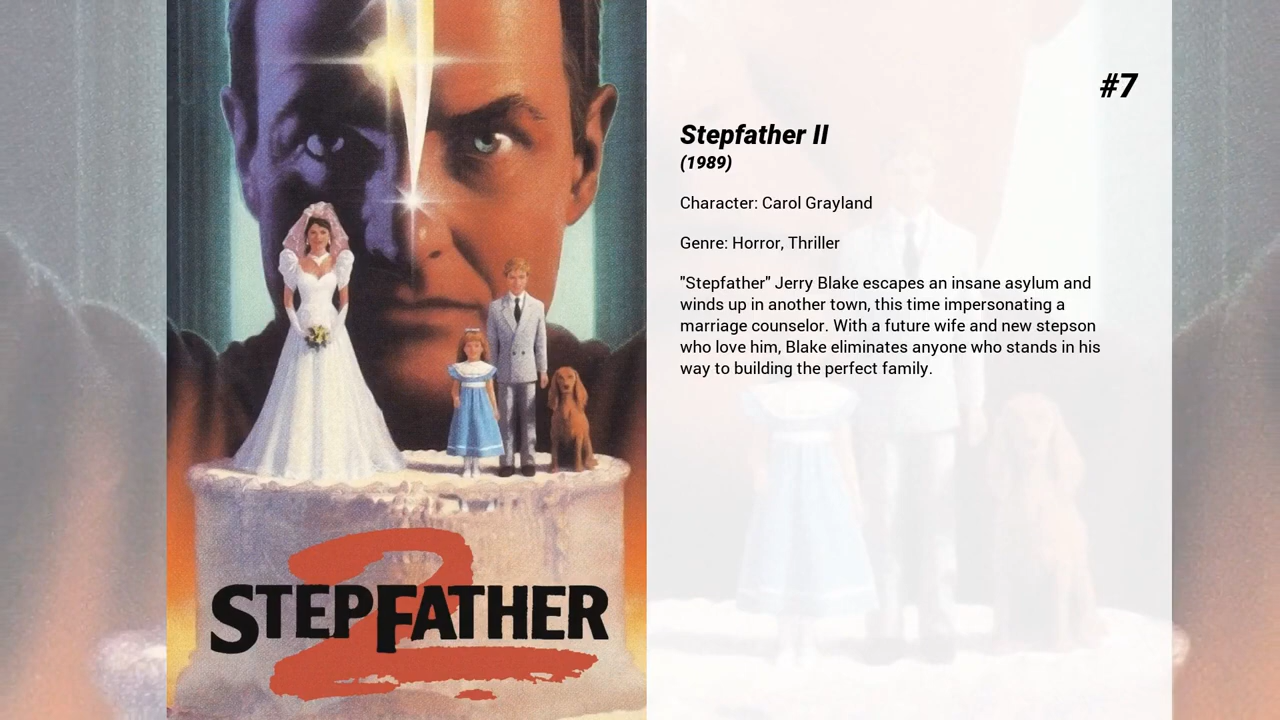 2
STEPFATHER
#7
Stepfather II
(1989)
Character: Carol Grayland
Genre: Horror, Thriller
"Stepfather" Jerry Blake escapes an insane asylum and
winds up in another town, this time impersonating a
marriage counselor. With a future wife and new stepson
who love him, Blake eliminates anyone who stands in his
way to building the perfect family.